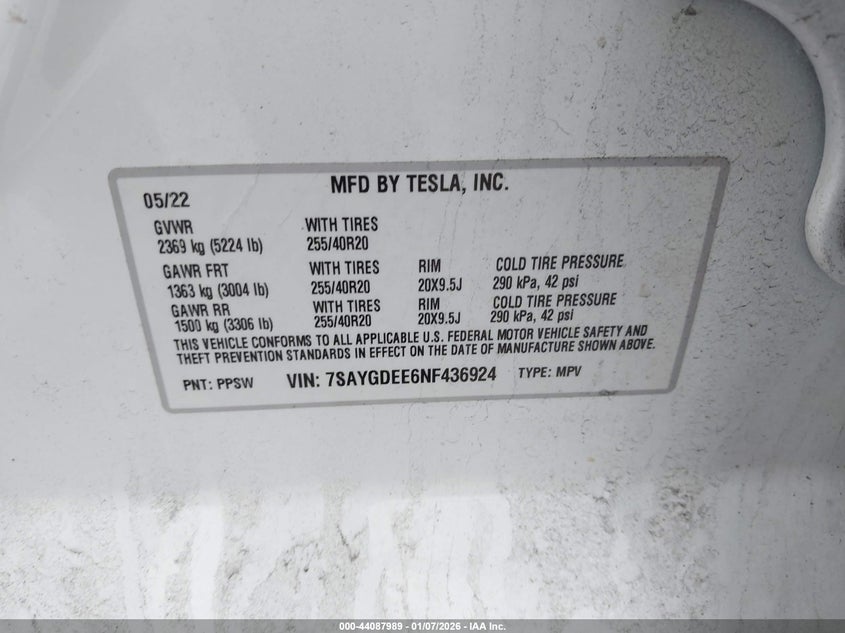 MFD BY TESLA, INC.
05/22
GVWR WITH TIRES
2369 kg (5224 lb) 255/40R20
GAWR FRT WITH TIRES RIM COLD TIRE PRESSURE
1363 kg (3004 lb) 255/40R20 20X9.5J 290 kPa, 42 psi
GAWR RR WITH TIRES RIM COLD TIRE PRESSURE
1500 kg (3306 lb) 255/40R20 20X9.5J 290 kPa, 42 psi
THIS VEHICLE CONFORMS TO ALL APPLICABLE U.S. FEDERAL MOTOR VEHICLE SAFETY AND
THEFT PREVENTION STANDARDS IN EFFECT ON THE DATE OF MANUFACTURE SHOWN ABOVE.
PNT: PPSW VIN: 7SAYGDEE6NF436924 TYPE: MPV
000-44087989 - 01/07/2026 - IAA Inc.